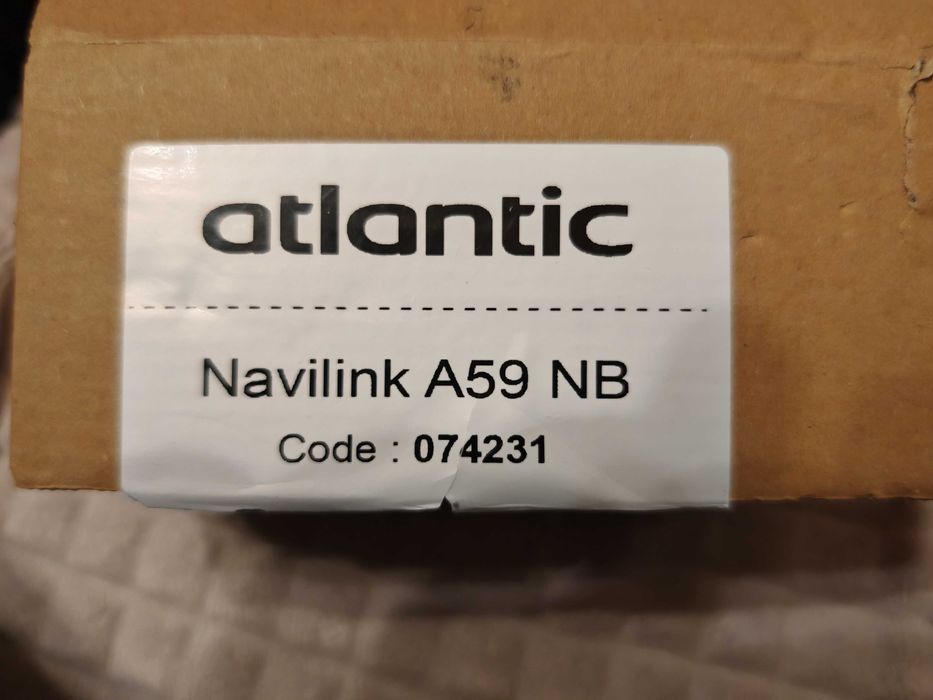 atlantic
Navilink A59 NB
Code : 074231